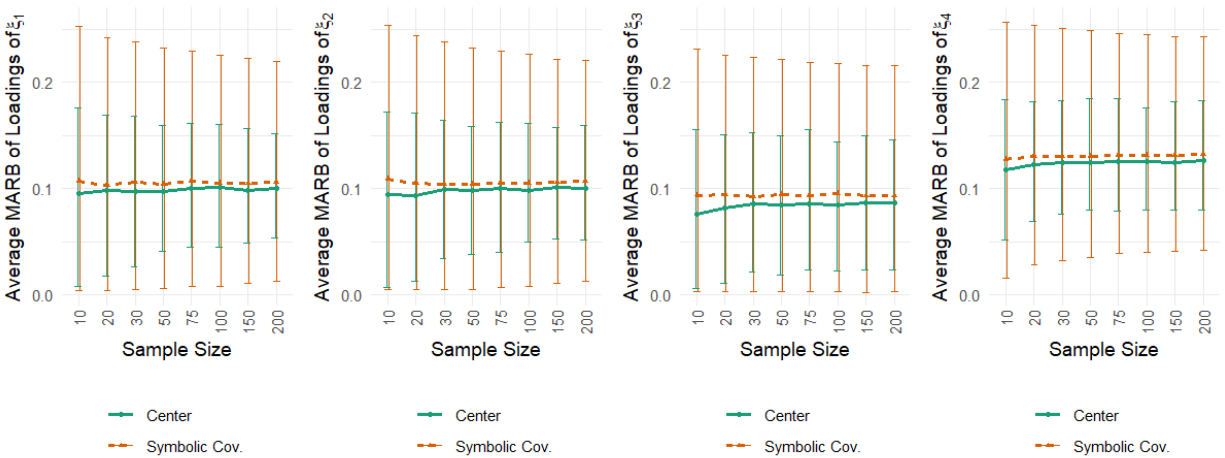 Average MARB of Loadings of ξ1
0.2
0.1
0.0
10 20 30 50 75 100 150 200
Sample Size
Center
Symbolic Cov.
Average MARB of Loadings of ξ2
0.2
0.1
0.0
10 20 30 50 75 100 150 200
Sample Size
Center
Symbolic Cov.
Average MARB of Loadings of ξ3
0.2
0.1
0.0
10 20 30 50 75 100 150 200
Sample Size
Center
Symbolic Cov.
Average MARB of Loadings of ξ4
0.2
0.1
0.0
10 20 30 50 75 100 150 200
Sample Size
Center
Symbolic Cov.